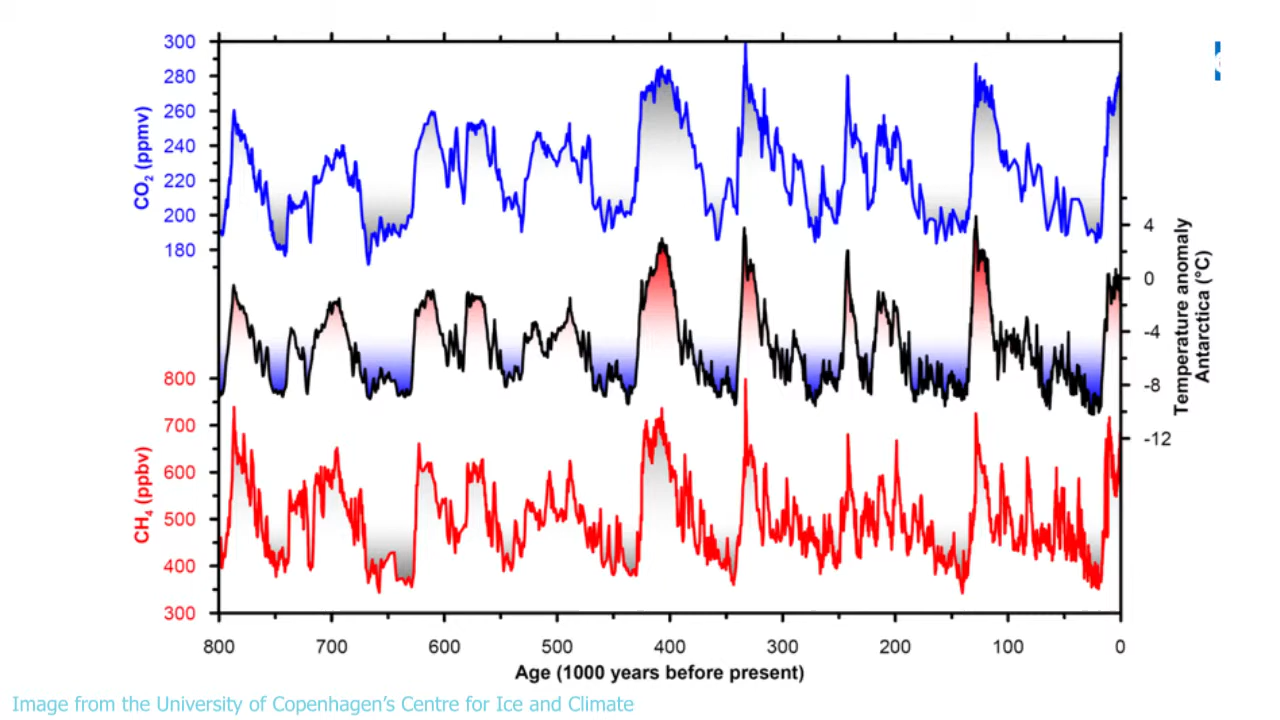 300
280
260
240
220
200
180
CO2 (ppmv)
4
0
-4
-8
-12
Temperature anomaly
Antarctica (°C)
800
700
600
500
400
300
CH4 (ppbv)
800 700 600 500 400 300 200 100 0
Age (1000 years before present)
Image from the University of Copenhagen’s Centre for Ice and Climate